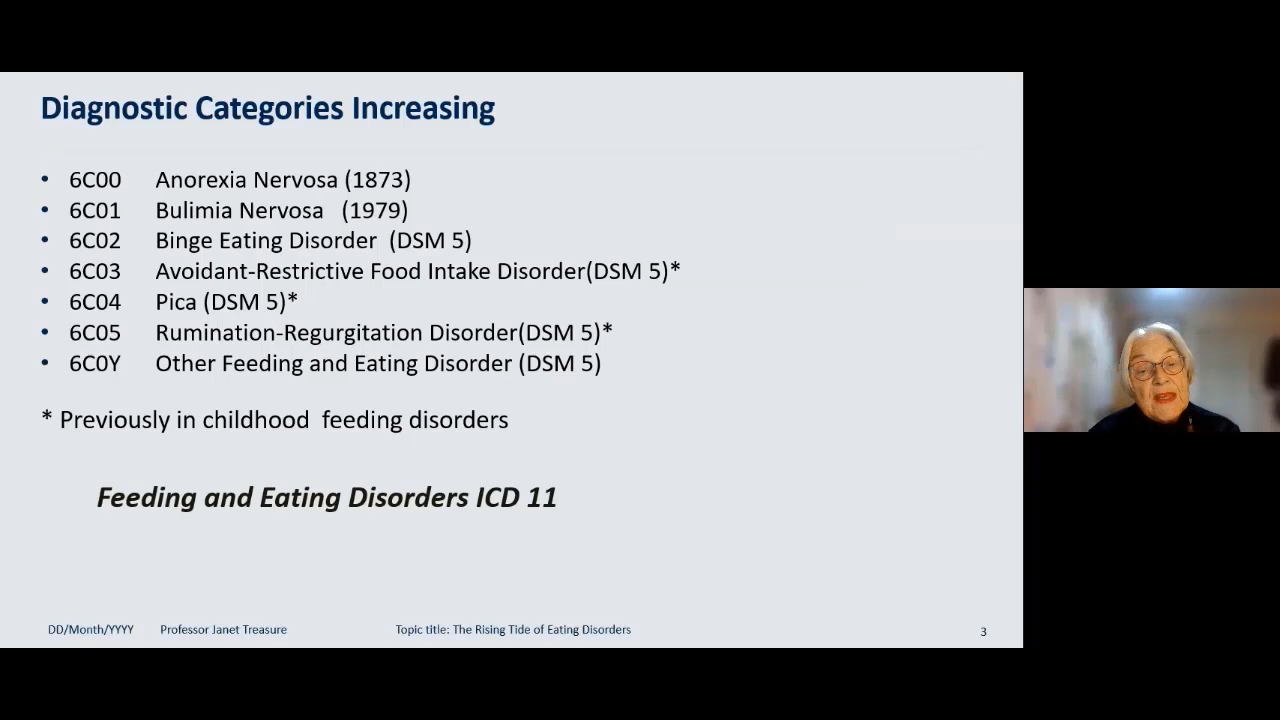 Diagnostic Categories Increasing
• 6C00 Anorexia Nervosa (1873)
• 6C01 Bulimia Nervosa (1979)
• 6C02 Binge Eating Disorder (DSM 5)
• 6C03 Avoidant-Restrictive Food Intake Disorder(DSM 5)*
• 6C04 Pica (DSM 5)*
• 6C05 Rumination-Regurgitation Disorder(DSM 5)*
• 6C0Y Other Feeding and Eating Disorder (DSM 5)
* Previously in childhood feeding disorders
Feeding and Eating Disorders ICD 11
DD/Month/YYYY Professor Janet Treasure Topic title: The Rising Tide of Eating Disorders 3